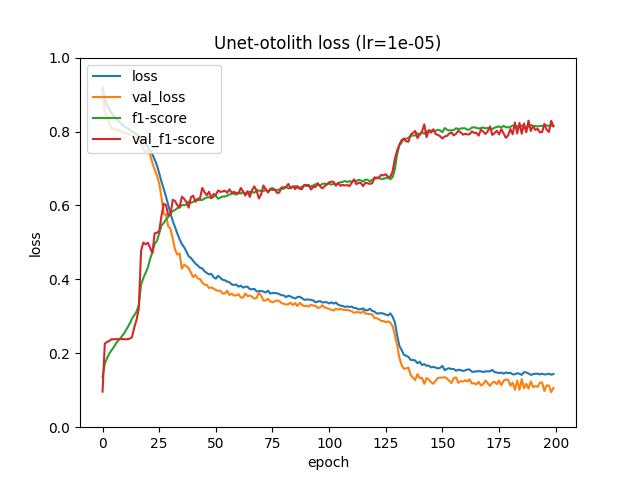 Unet-otolith loss (lr=1e-05)
1.0
0.8
0.6
0.4
0.2
0.0
loss
loss
val_loss
f1-score
val_f1-score
0 25 50 75 100 125 150 175 200
epoch